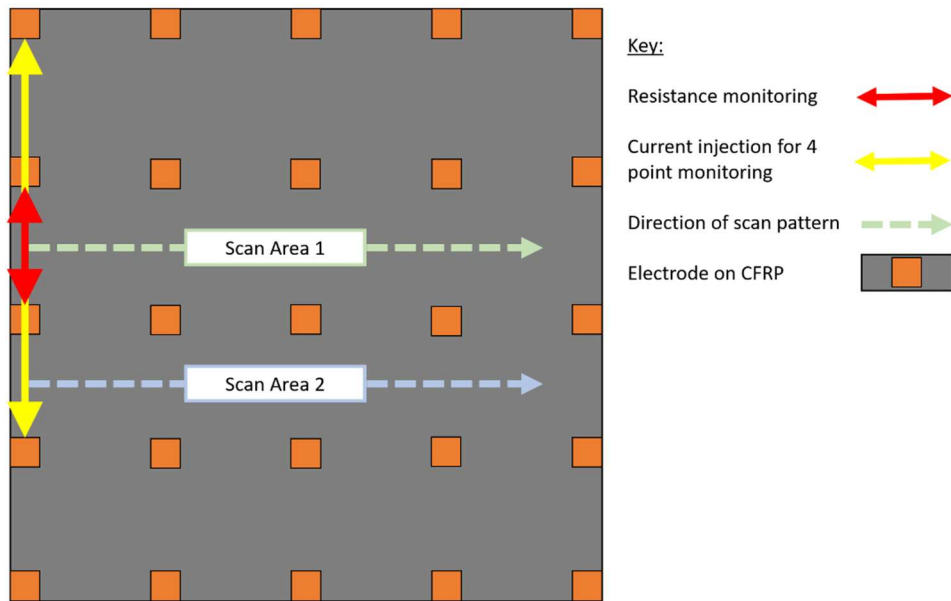 Key:
Resistance monitoring
Current injection for 4
point monitoring
Direction of scan pattern
Electrode on CFRP
Scan Area 1
Scan Area 2